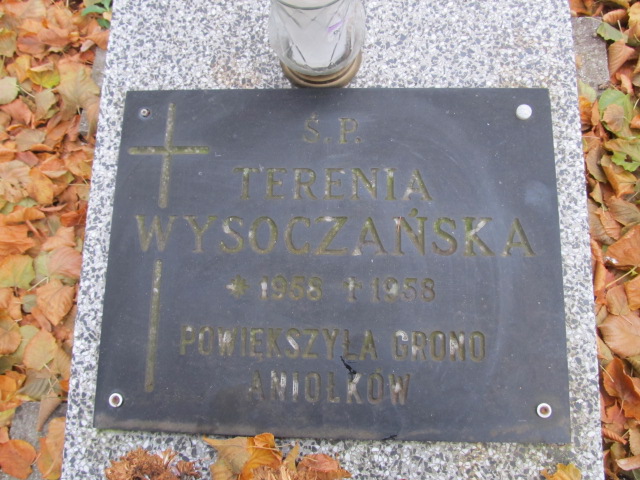 Ś.P.
TERENIA
WYSOCZAŃSKA
* 1958 † 1958
POWIĘKSZYŁA GRONO
ANIOŁKÓW